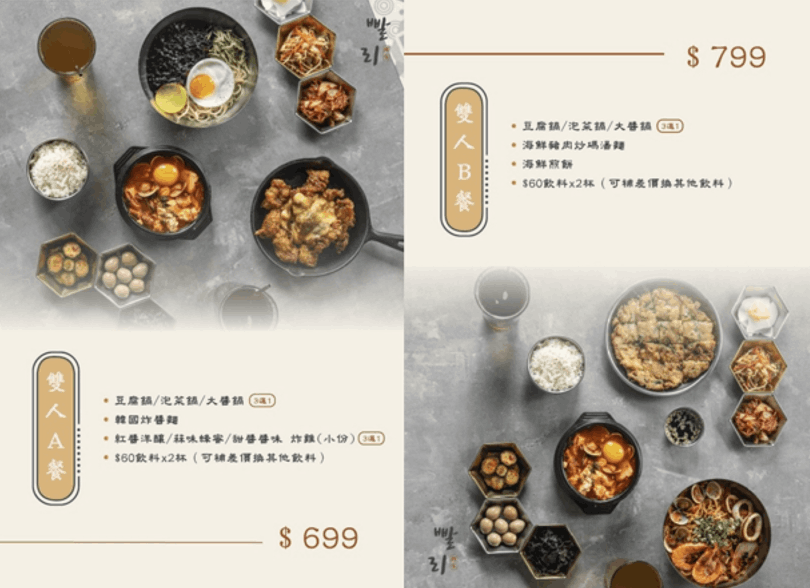 빨
리
雙人A餐
豆腐鍋/泡菜鍋/大醬鍋 3選1
韓國炸醬麵
紅醬洋釀/蒜味蜂蜜/甜醬醬味 炸雞(小份) 3選1
$60飲料x2杯 ( 可補差價換其他飲料 )
$ 699
$ 799
雙人B餐
豆腐鍋/泡菜鍋/大醬鍋 3選1
海鮮豬肉炒瑪湯麵
海鮮煎餅
$60飲料x2杯 ( 可補差價換其他飲料 )
빨
리